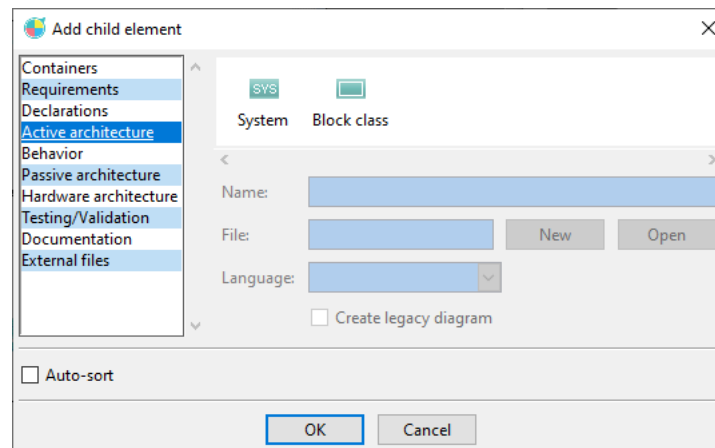 Add child element
Containers
Requirements
Declarations
Active architecture
Behavior
Passive architecture
Hardware architecture
Testing/Validation
Documentation
External files
SYS
System Block class
Name:
File: New Open
Language:
Create legacy diagram
Auto-sort
OK Cancel